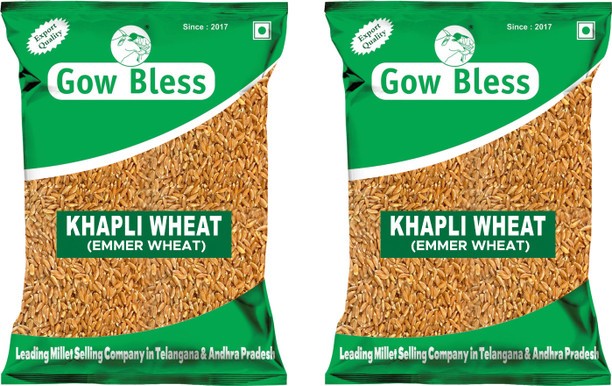 Export
Quality
Since : 2017
Gow Bless
KHAPLI WHEAT
(EMMER WHEAT)
Leading Millet Selling Company in Telangana & Andhra Pradesh
Export
Quality
Since : 2017
Gow Bless
KHAPLI WHEAT
(EMMER WHEAT)
Leading Millet Selling Company in Telangana & Andhra Pradesh